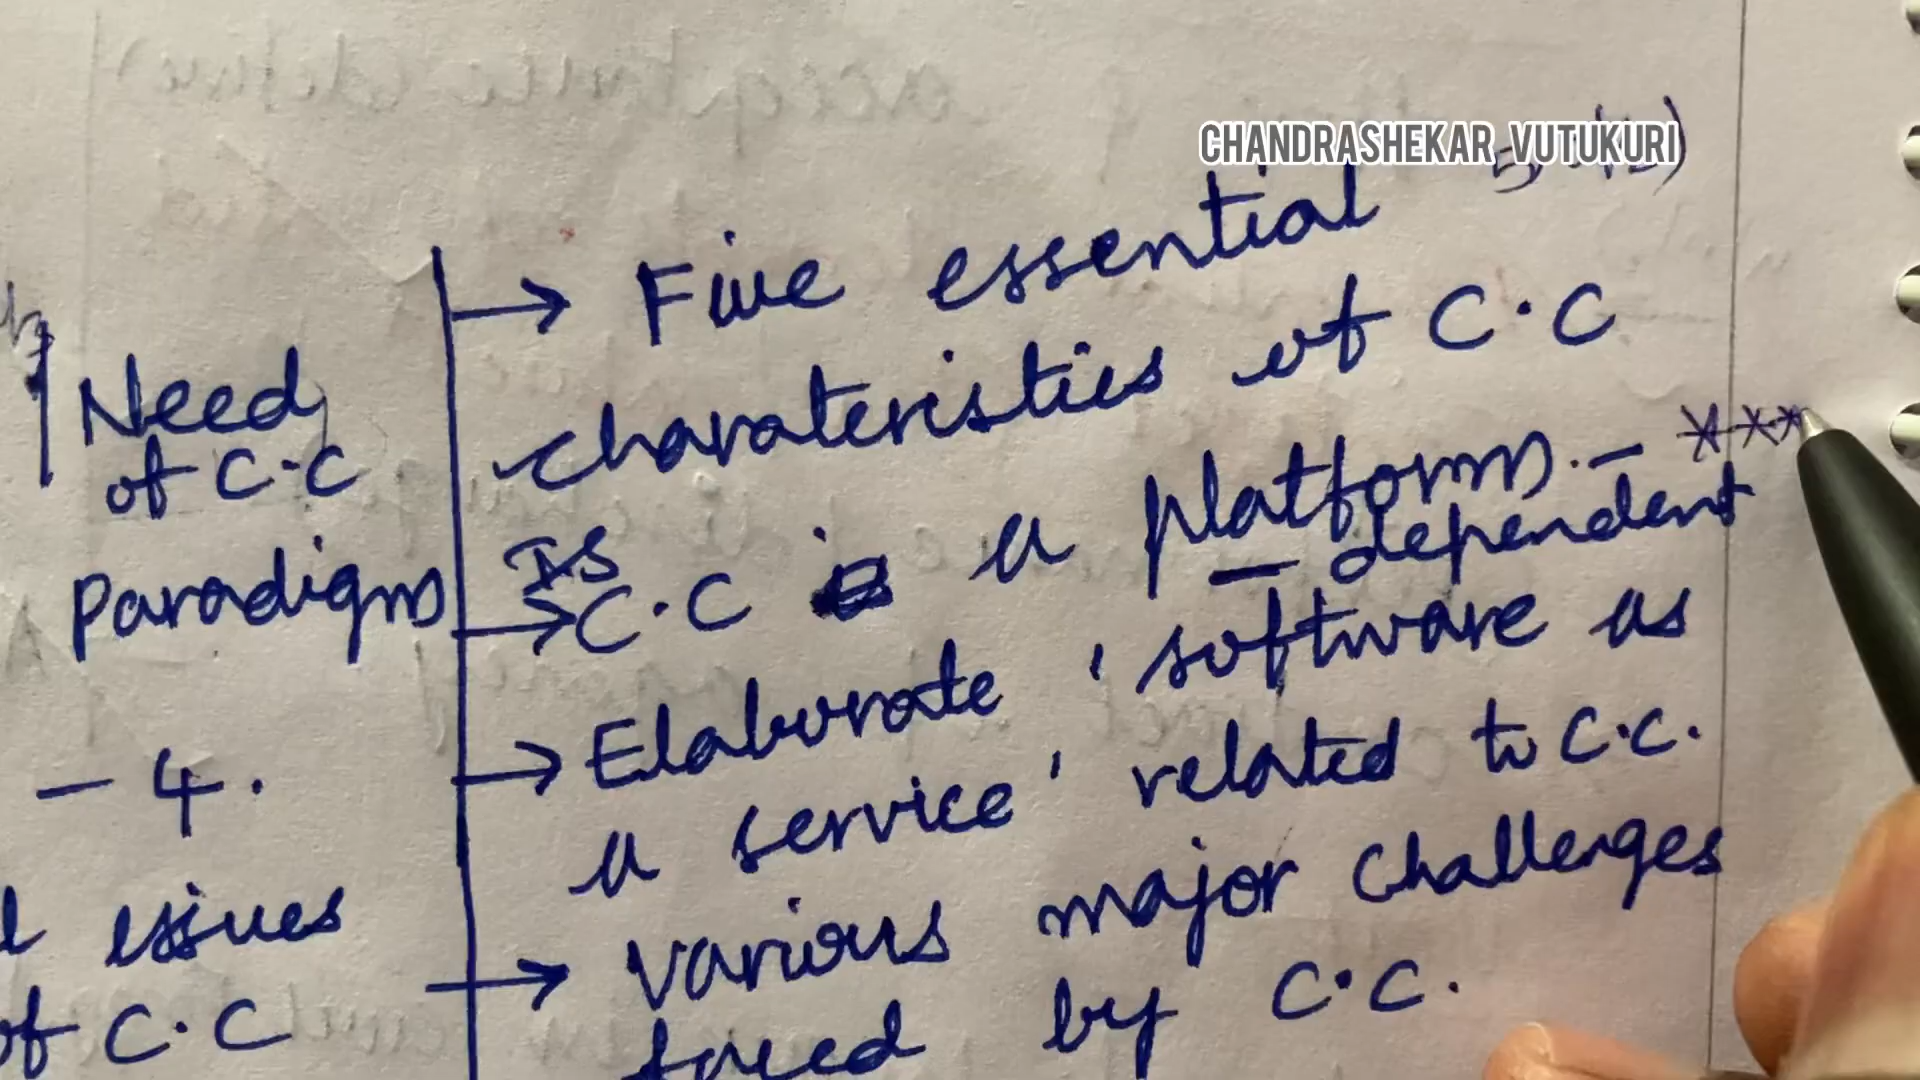 CHANDRASHEKAR VUTUKURI
Need
of C.C
Paradigm
- 4.
issues
of C.C
→ Five essential
charateristics of C.C
Is
→ C.C a platform. - ***
- dependent
→ Elaborate 'software as
a service' related to C.C.
→ Various major challenges
faced by C.C.